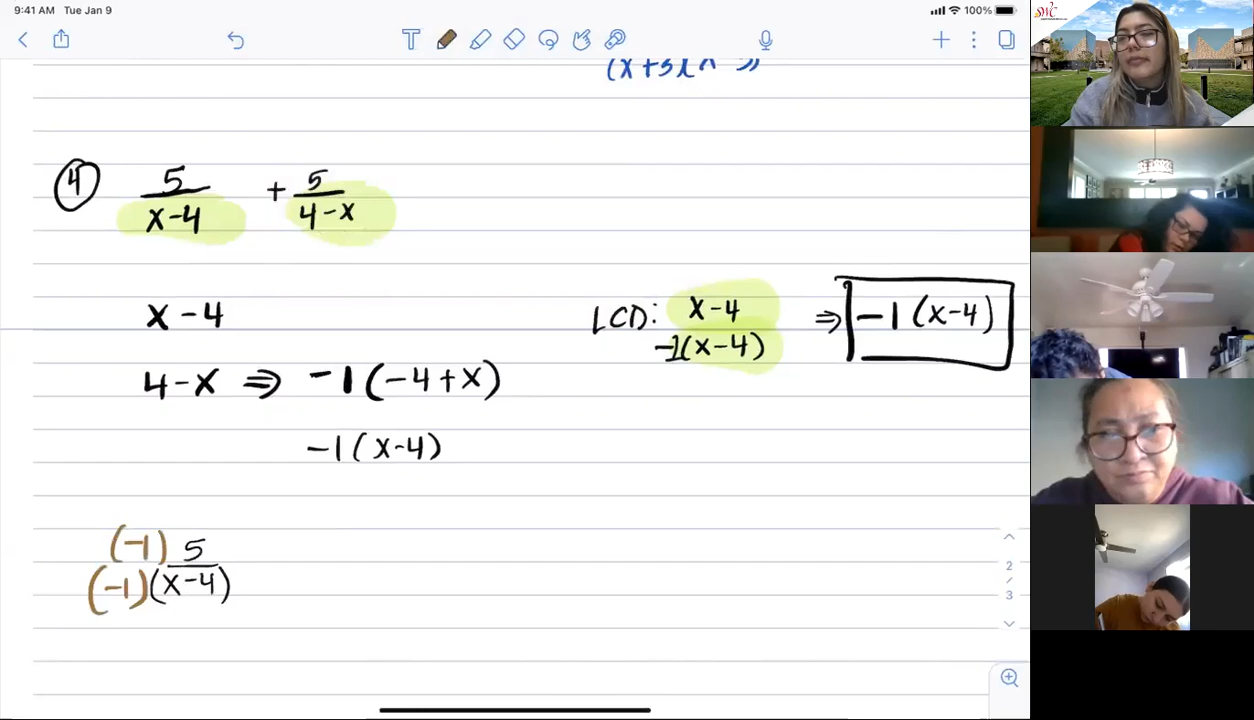 9:41 AM Tue Jan 9
100%
SWC
T
④ 5/(x-4) + 5/(4-x)
x-4
LCD: x-4
-1(x-4)
⇒ -1(x-4)
4-x ⇒ -1(-4+x)
-1(x-4)
(-1) 5
(-1)(x-4)
2
3